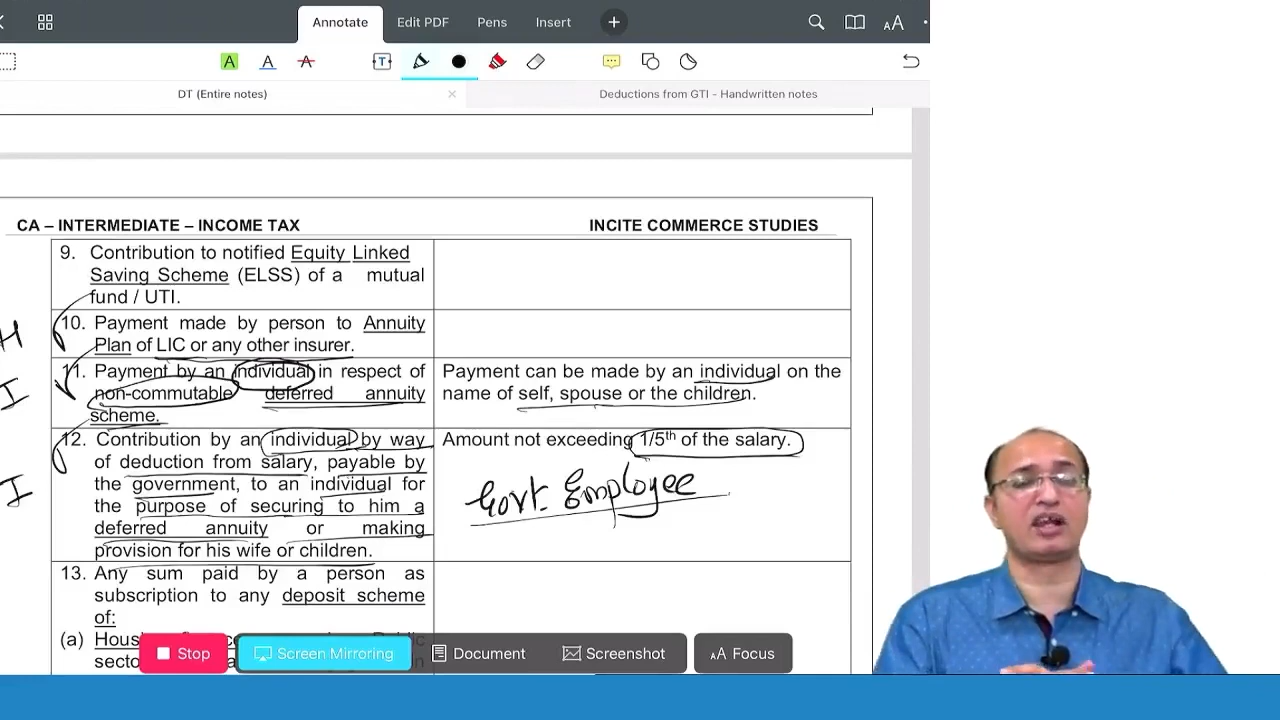 Annotate Edit PDF Pens Insert
DT (Entire notes) Deductions from GTI - Handwritten notes
CA – INTERMEDIATE – INCOME TAX INCITE COMMERCE STUDIES
9. Contribution to notified Equity Linked
Saving Scheme (ELSS) of a mutual
fund / UTI.
10. Payment made by person to Annuity
Plan of LIC or any other insurer.
H
11. Payment by an individual in respect of
non-commutable deferred annuity
scheme.
I
Payment can be made by an individual on the
name of self, spouse or the children.
12. Contribution by an individual by way
of deduction from salary, payable by
the government, to an individual for
the purpose of securing to him a
deferred annuity or making
provision for his wife or children.
I
Amount not exceeding 1/5th of the salary.
Govt. Employee
13. Any sum paid by a person as
subscription to any deposit scheme
of:
(a)
Stop Screen Mirroring Document Screenshot AA Focus